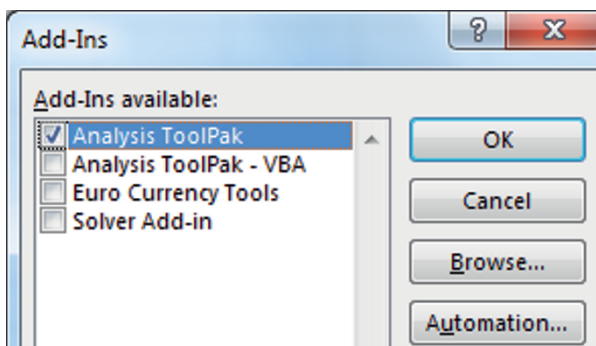 Add-Ins
?
X
Add-Ins available:
Analysis ToolPak
Analysis ToolPak - VBA
Euro Currency Tools
Solver Add-in
OK
Cancel
Browse...
Automation...